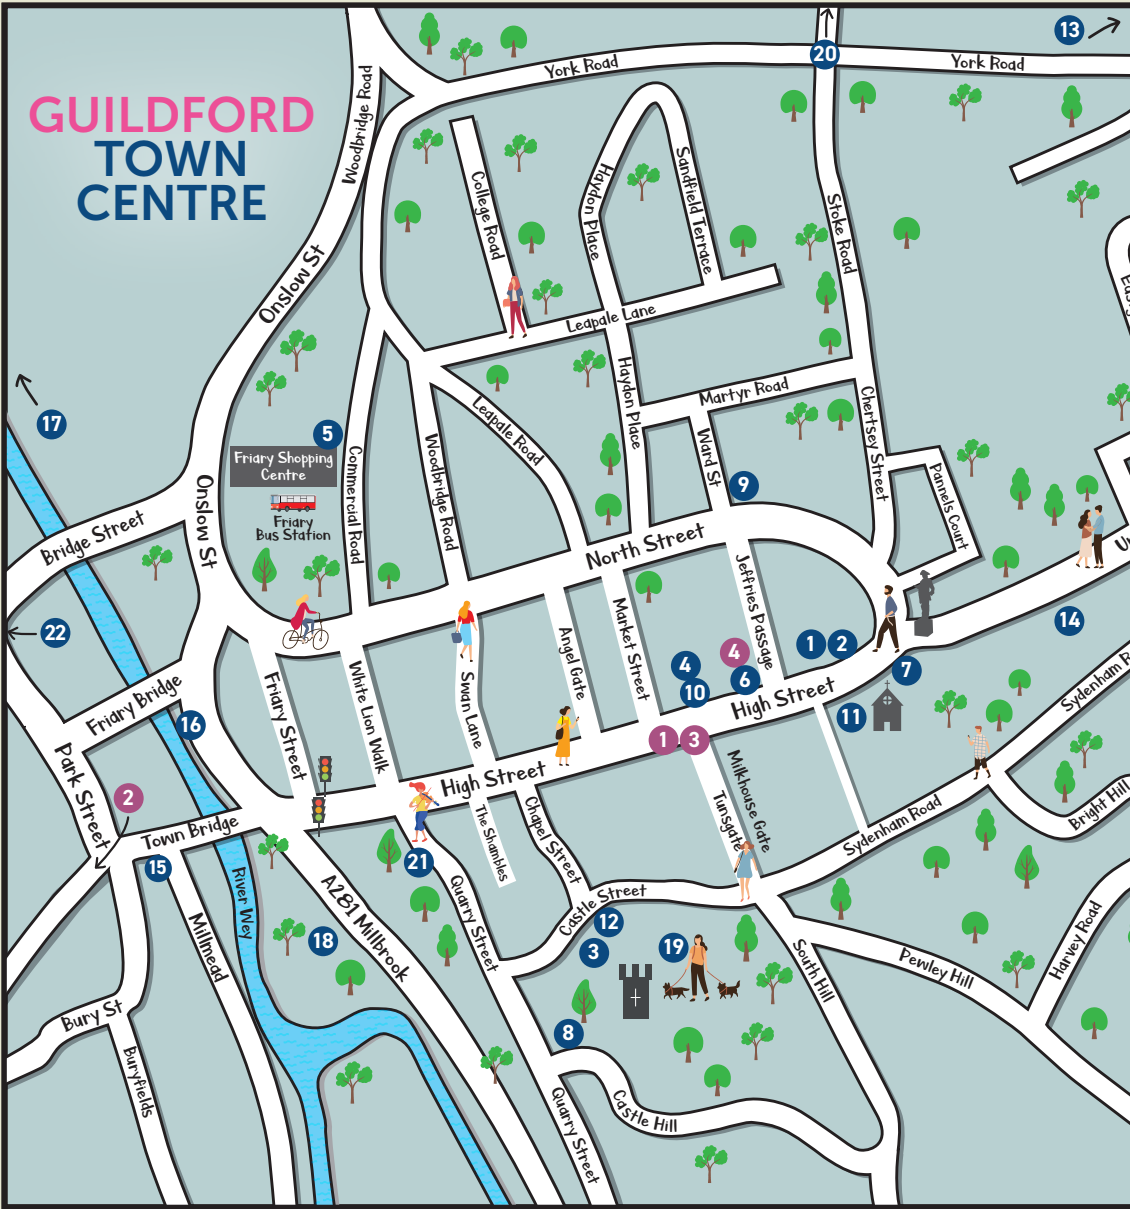 GUILDFORD
TOWN
CENTRE
13
20
York Road
York Road
Woodbridge Road
College Road
Haydon Place
Sandfield Terrace
Stoke Road
Onslow St
Leapale Lane
17
5
Friary Shopping
Centre
Friary
Bus Station
Commercial Road
Woodbridge Road
Leapale Road
Haydon Place
Martyr Road
Ward St
Chertsey Street
Pannels Court
9
Onslow St
Bridge Street
North Street
Jeffries Passage
22
14
1
2
4
4
6
10
7
11
High Street
Market Street
Angel Gate
Swan Lane
White Lion Walk
Friary Street
Friary Bridge
16
Park Street
2
Town Bridge
15
High Street
1
3
Milkhouse Gate
Tunsgate
Sydenham Road
Sydenham R
Bright Hill
The Shambles
Chapel Street
21
Castle Street
12
3
19
River Wey
Millmead
18
A281 Millbrook
Quarry Street
South Hill
Pewley Hill
Harvey Road
Bury St
Buryfields
8
Castle Hill
Quarry Street